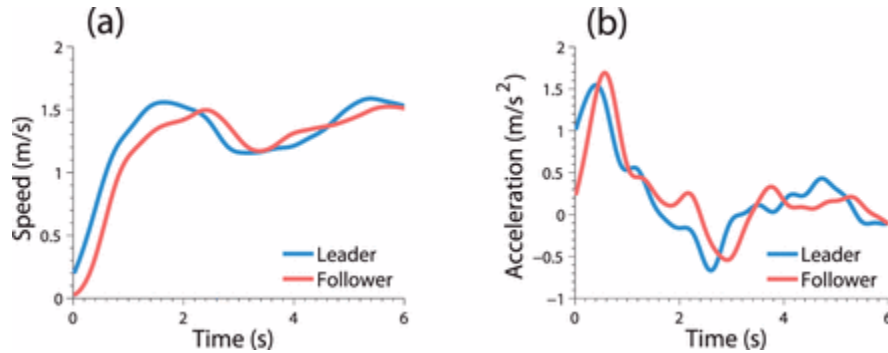 (a)
Speed (m/s)
2
1.5
1
0.5
0
0
2
4
6
Time (s)
Leader
Follower
(b)
Acceleration (m/s²)
2
1.5
1
0.5
0
−0.5
−1
0
2
4
6
Time (s)
Leader
Follower